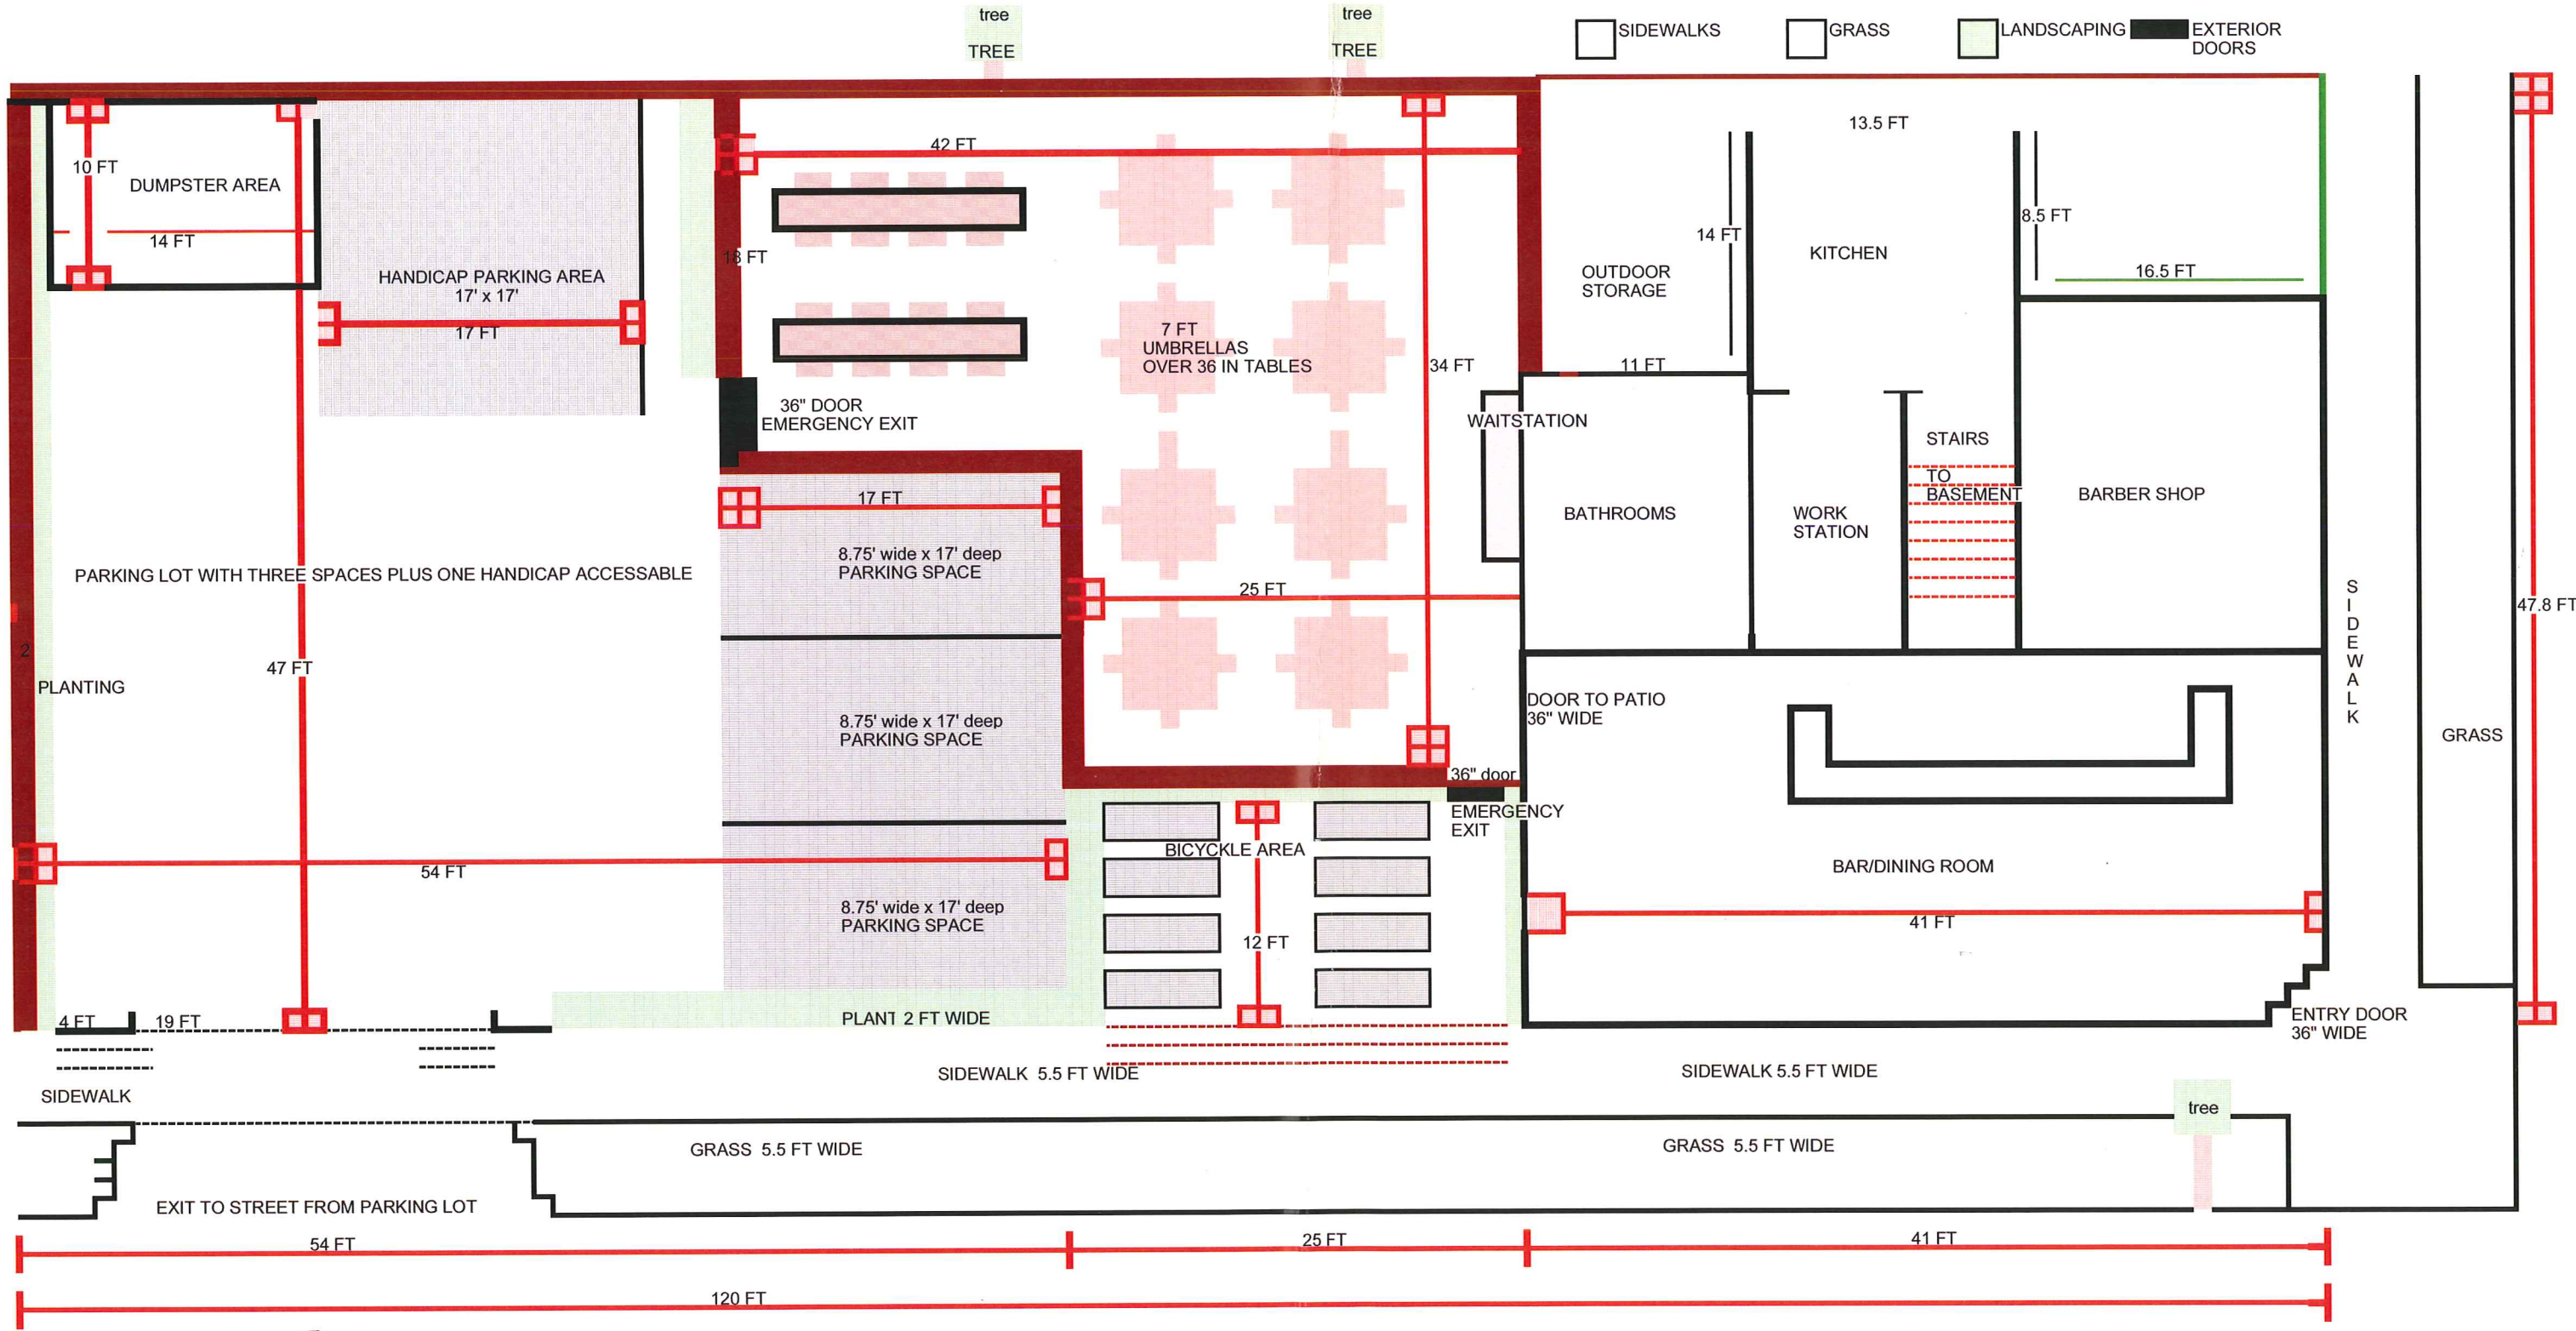 tree
TREE
tree
TREE
SIDEWALKS
GRASS
LANDSCAPING
EXTERIOR
DOORS
10 FT
DUMPSTER AREA
14 FT
HANDICAP PARKING AREA
17' x 17'
17 FT
42 FT
18 FT
7 FT
UMBRELLAS
OVER 36 IN TABLES
34 FT
36" DOOR
EMERGENCY EXIT
13.5 FT
14 FT
OUTDOOR
STORAGE
KITCHEN
8.5 FT
16.5 FT
11 FT
WAITSTATION
STAIRS
TO
BASEMENT
BATHROOMS
WORK
STATION
BARBER SHOP
17 FT
8.75' wide x 17' deep
PARKING SPACE
PARKING LOT WITH THREE SPACES PLUS ONE HANDICAP ACCESSABLE
25 FT
SIDEWALK
47.8 FT
2
47 FT
PLANTING
8.75' wide x 17' deep
PARKING SPACE
DOOR TO PATIO
36" WIDE
GRASS
36" door
EMERGENCY
EXIT
BICYCKLE AREA
BAR/DINING ROOM
54 FT
8.75' wide x 17' deep
PARKING SPACE
12 FT
41 FT
4 FT
19 FT
PLANT 2 FT WIDE
ENTRY DOOR
36" WIDE
SIDEWALK 5.5 FT WIDE
SIDEWALK 5.5 FT WIDE
SIDEWALK
tree
GRASS 5.5 FT WIDE
GRASS 5.5 FT WIDE
EXIT TO STREET FROM PARKING LOT
54 FT
25 FT
41 FT
120 FT